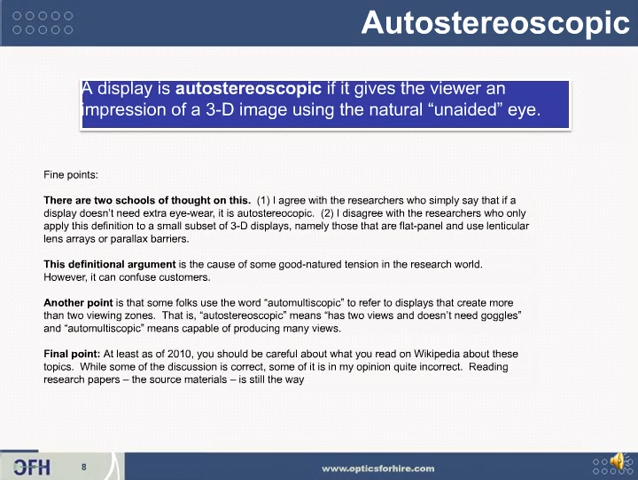 Autostereoscopic
A display is autostereoscopic if it gives the viewer an
impression of a 3-D image using the natural “unaided” eye.
Fine points:
There are two schools of thought on this. (1) I agree with the researchers who simply say that if a
display doesn’t need extra eye-wear, it is autostereocopic. (2) I disagree with the researchers who only
apply this definition to a small subset of 3-D displays, namely those that are flat-panel and use lenticular
lens arrays or parallax barriers.
This definitional argument is the cause of some good-natured tension in the research world.
However, it can confuse customers.
Another point is that some folks use the word “automultiscopic” to refer to displays that create more
than two viewing zones. That is, “autostereoscopic” means “has two views and doesn’t need goggles”
and “automultiscopic” means capable of producing many views.
Final point: At least as of 2010, you should be careful about what you read on Wikipedia about these
topics. While some of the discussion is correct, some of it is in my opinion quite incorrect. Reading
research papers – the source materials – is still the way
OFH
8
www.opticsforhire.com